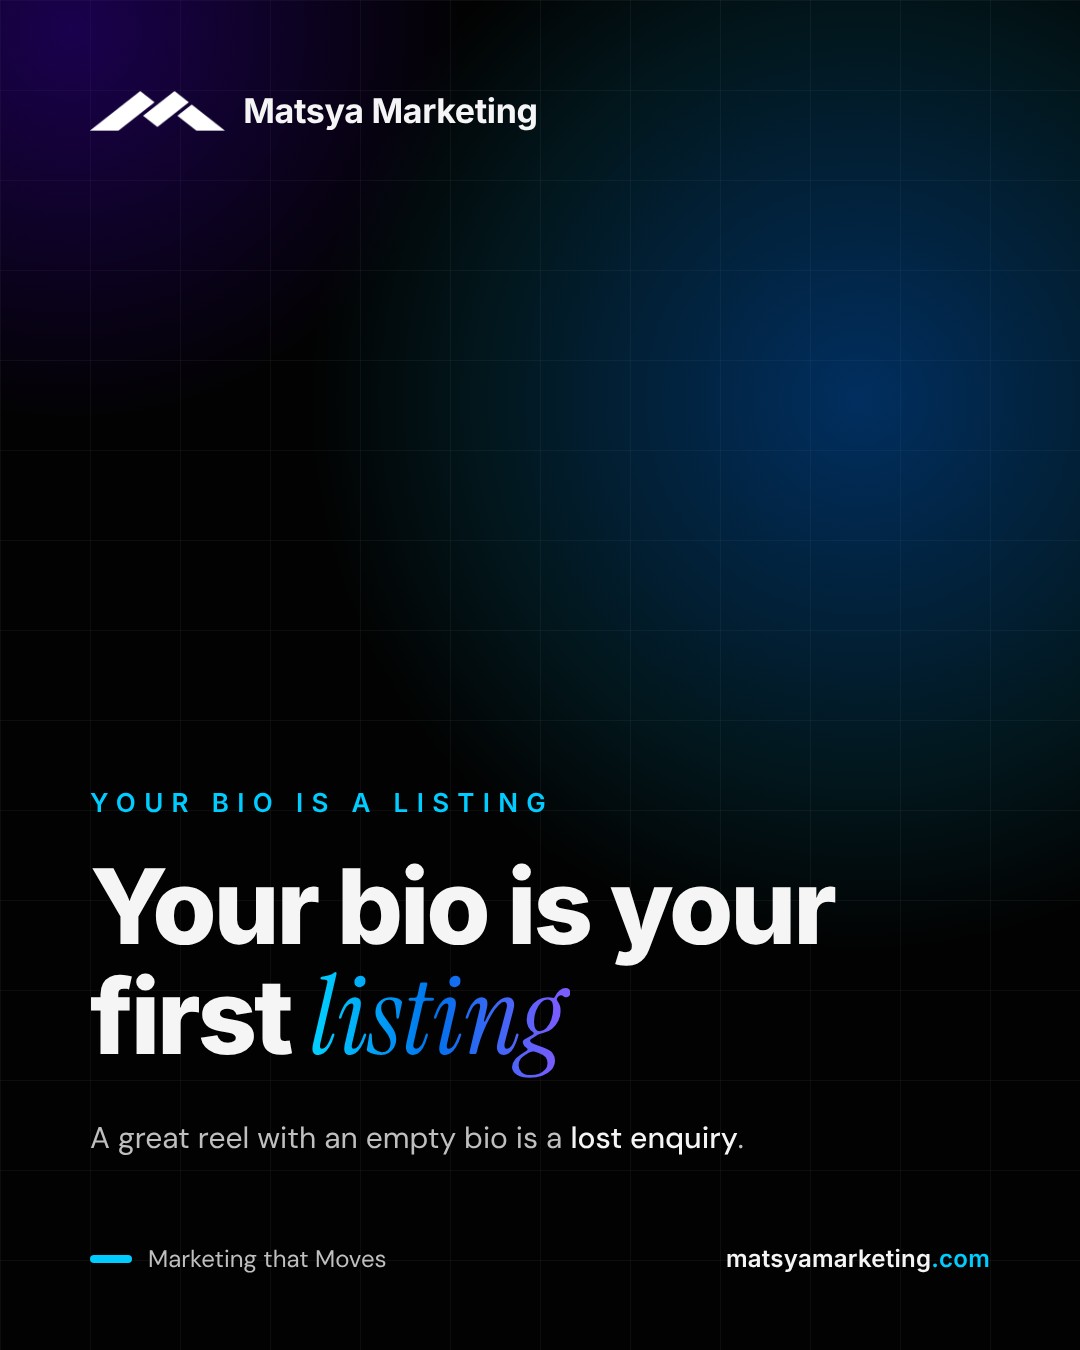 Matsya Marketing
YOUR BIO IS A LISTING
Your bio is your
first listing
A great reel with an empty bio is a lost enquiry.
Marketing that Moves
matsyamarketing.com